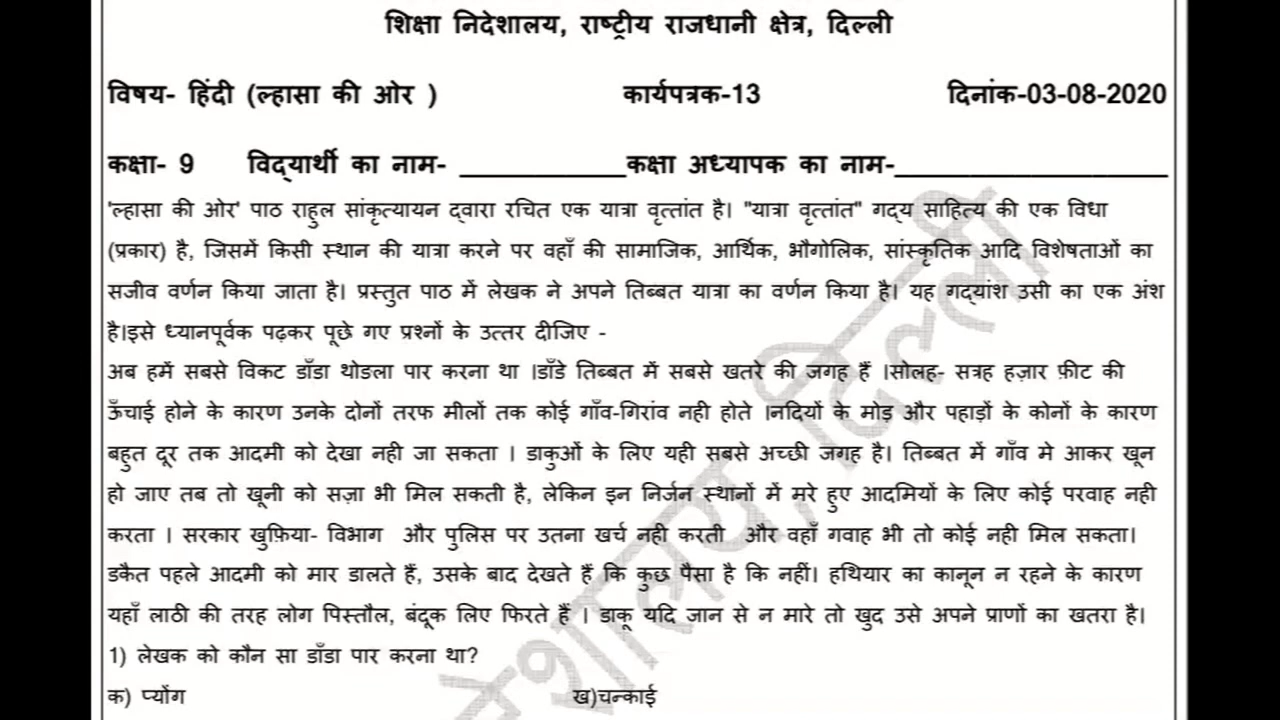 शिक्षा निदेशालय, राष्ट्रीय राजधानी क्षेत्र, दिल्ली
विषय- हिंदी (ल्हासा की ओर ) कार्यपत्रक-13 दिनांक-03-08-2020
कक्षा- 9 विद्यार्थी का नाम- ___________कक्षा अध्यापक का नाम-__________________
'ल्हासा की ओर' पाठ राहुल सांकृत्यायन द्वारा रचित एक यात्रा वृत्तांत है। "यात्रा वृत्तांत" गद्य साहित्य की एक विधा
(प्रकार) है, जिसमें किसी स्थान की यात्रा करने पर वहाँ की सामाजिक, आर्थिक, भौगोलिक, सांस्कृतिक आदि विशेषताओं का
सजीव वर्णन किया जाता है। प्रस्तुत पाठ में लेखक ने अपने तिब्बत यात्रा का वर्णन किया है। यह गद्यांश उसी का एक अंश
है।इसे ध्यानपूर्वक पढ़कर पूछे गए प्रश्नों के उत्तर दीजिए -
अब हमें सबसे विकट डाँडा थोडला पार करना था ।डाँडे तिब्बत में सबसे खतरे की जगह हैं ।सोलह- सत्रह हज़ार फ़ीट की
ऊँचाई होने के कारण उनके दोनों तरफ मीलों तक कोई गाँव-गिरांव नही होते ।नदियों के मोड़ और पहाड़ों के कोनों के कारण
बहुत दूर तक आदमी को देखा नही जा सकता । डाकुओं के लिए यही सबसे अच्छी जगह है। तिब्बत में गाँव मे आकर खून
हो जाए तब तो खूनी को सज़ा भी मिल सकती है, लेकिन इन निर्जन स्थानों में मरे हुए आदमियों के लिए कोई परवाह नही
करता । सरकार खुफ़िया- विभाग और पुलिस पर उतना खर्च नही करती और वहाँ गवाह भी तो कोई नही मिल सकता।
डकैत पहले आदमी को मार डालते हैं, उसके बाद देखते हैं कि कुछ पैसा है कि नहीं। हथियार का कानून न रहने के कारण
यहाँ लाठी की तरह लोग पिस्तौल, बंदूक लिए फिरते हैं । डाकू यदि जान से न मारे तो खुद उसे अपने प्राणों का खतरा है।
1) लेखक को कौन सा डाँडा पार करना था?
क) प्योंग ख)चन्काई